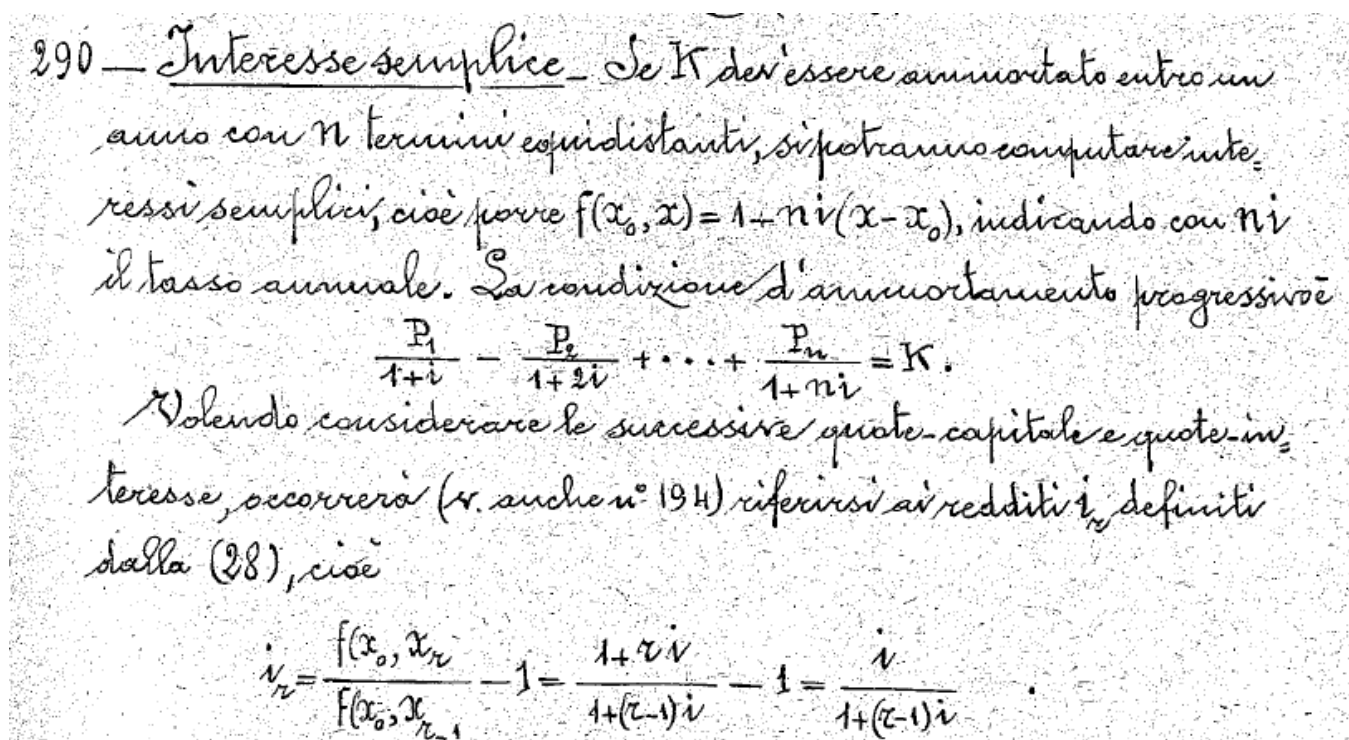 290 — Interesse semplice — Se K dev'essere ammortato entro un
anno con n termini equidistanti, si potranno computare inte=
ressi semplici, cioè porre f(x₀, x) = 1 + ni(x - x₀), indicando con ni
il tasso annuale. La condizione d'ammortamento progressivo è
P₁/(1+i) - P₂/(1+2i) + · · · + Pₙ/(1+ni) = K.
Volendo considerare le successive quote-capitale e quote-in=
teresse, occorrerà (v. anche n° 194) riferirsi ai redditi iᵣ definiti
dalla (28), cioè
iᵣ = f(x₀, xᵣ / f(x₀, xᵣ₋₁ - 1 = (1+ri)/(1+(r-1)i) - 1 = i/(1+(r-1)i) .